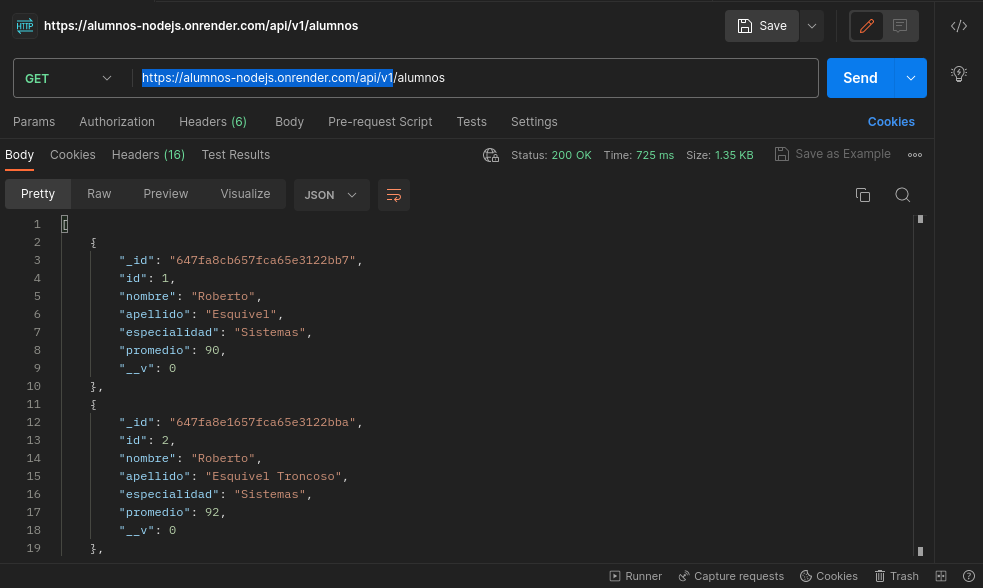 HTTP https://alumnos-nodejs.onrender.com/api/v1/alumnos Save
GET https://alumnos-nodejs.onrender.com/api/v1/alumnos Send
Params Authorization Headers (6) Body Pre-request Script Tests Settings Cookies
Body Cookies Headers (16) Test Results Status: 200 OK Time: 725 ms Size: 1.35 KB Save as Example
Pretty Raw Preview Visualize JSON
1 [
2 {
3 "_id": "647fa8cb657fca65e3122bb7",
4 "id": 1,
5 "nombre": "Roberto",
6 "apellido": "Esquivel",
7 "especialidad": "Sistemas",
8 "promedio": 90,
9 "__v": 0
10 },
11 {
12 "_id": "647fa8e1657fca65e3122bba",
13 "id": 2,
14 "nombre": "Roberto",
15 "apellido": "Esquivel Troncoso",
16 "especialidad": "Sistemas",
17 "promedio": 92,
18 "__v": 0
19 },
Runner Capture requests Cookies Trash